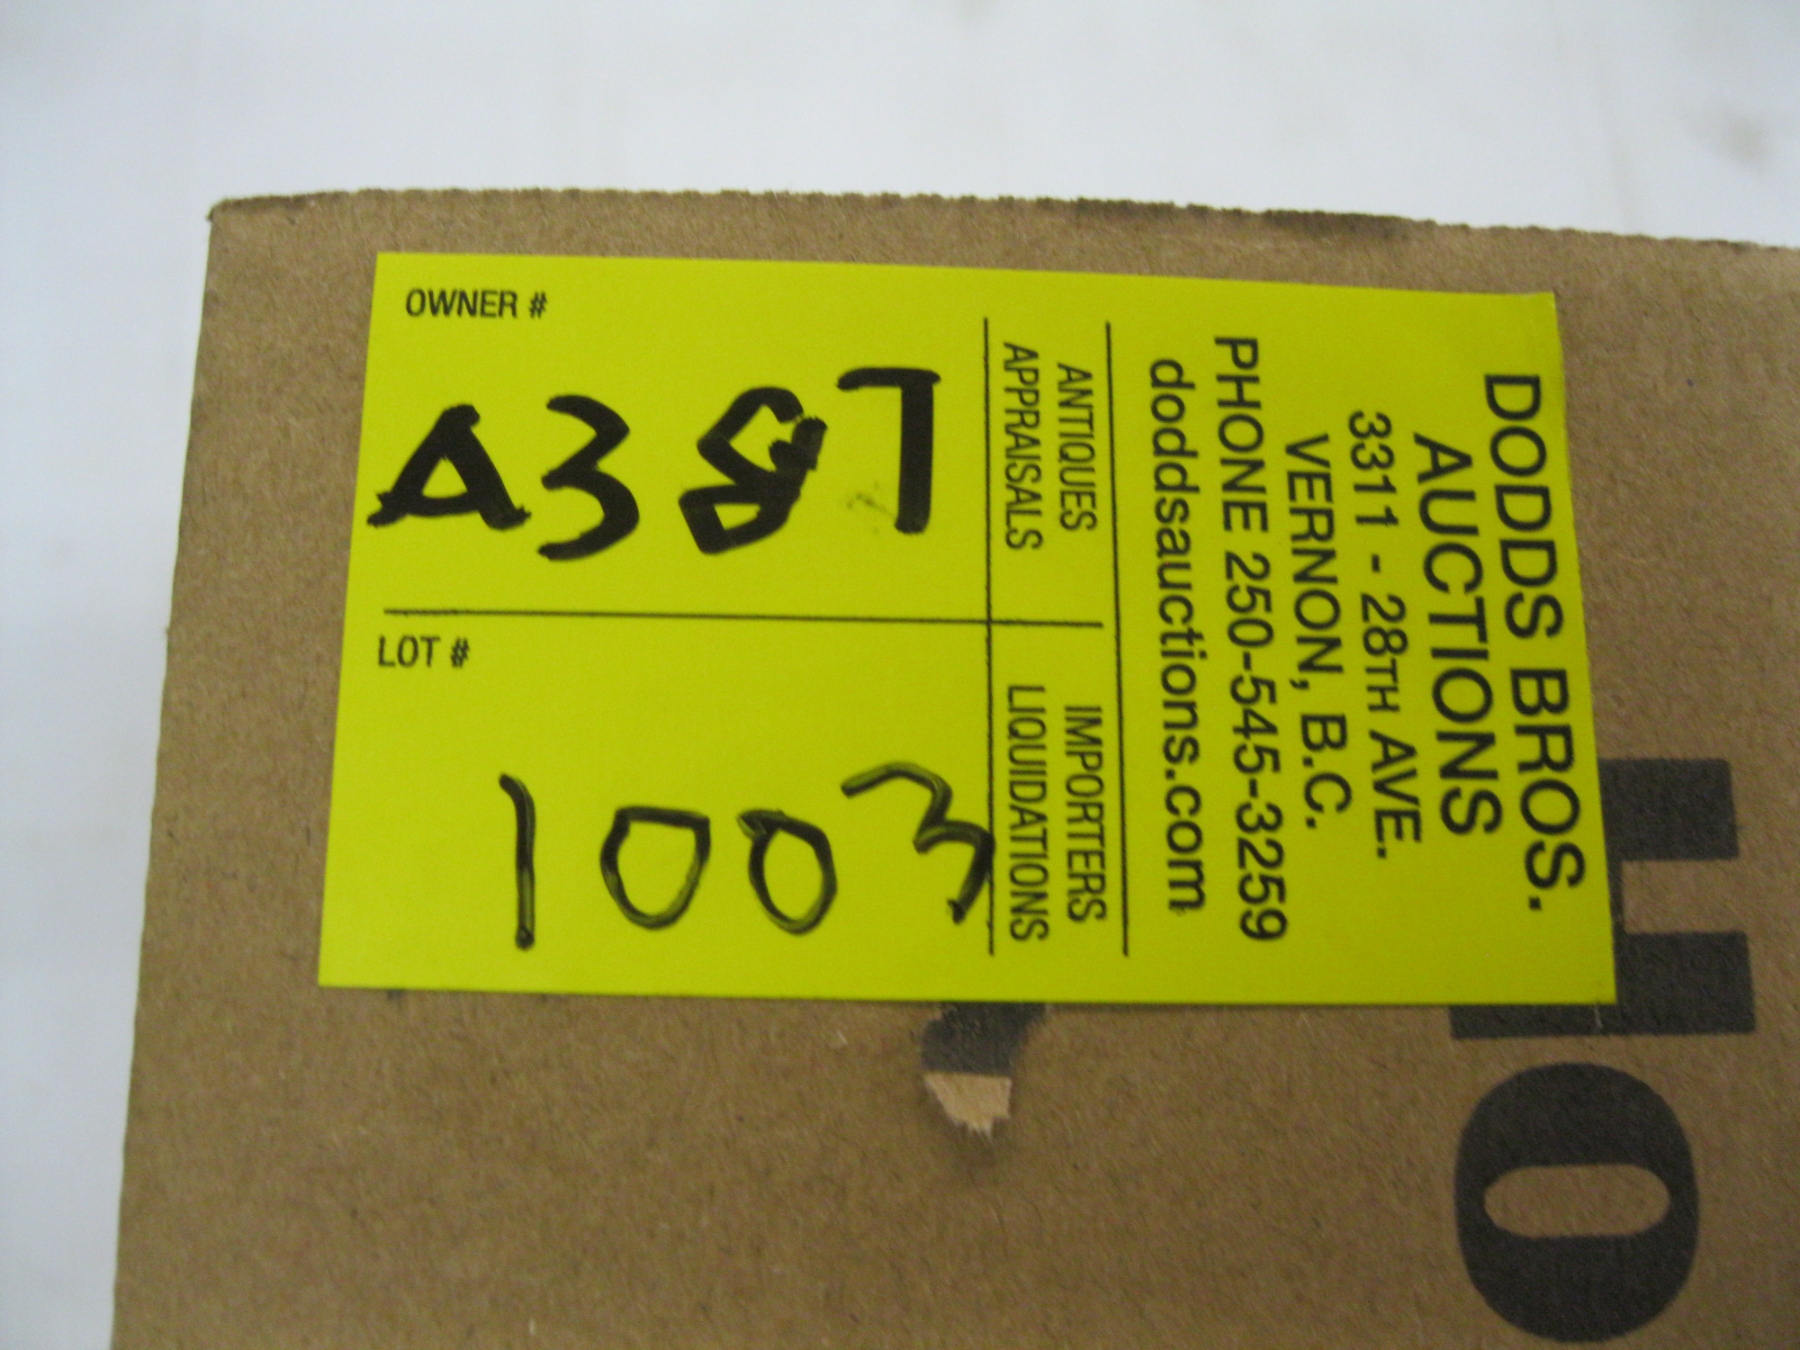 OWNER #
A387
LOT #
1003
ANTIQUES
APPRAISALS
IMPORTERS
LIQUIDATIONS
DODDS BROS.
AUCTIONS
3311 - 28TH AVE.
VERNON, B.C.
PHONE 250-545-3259
doddsauctions.com